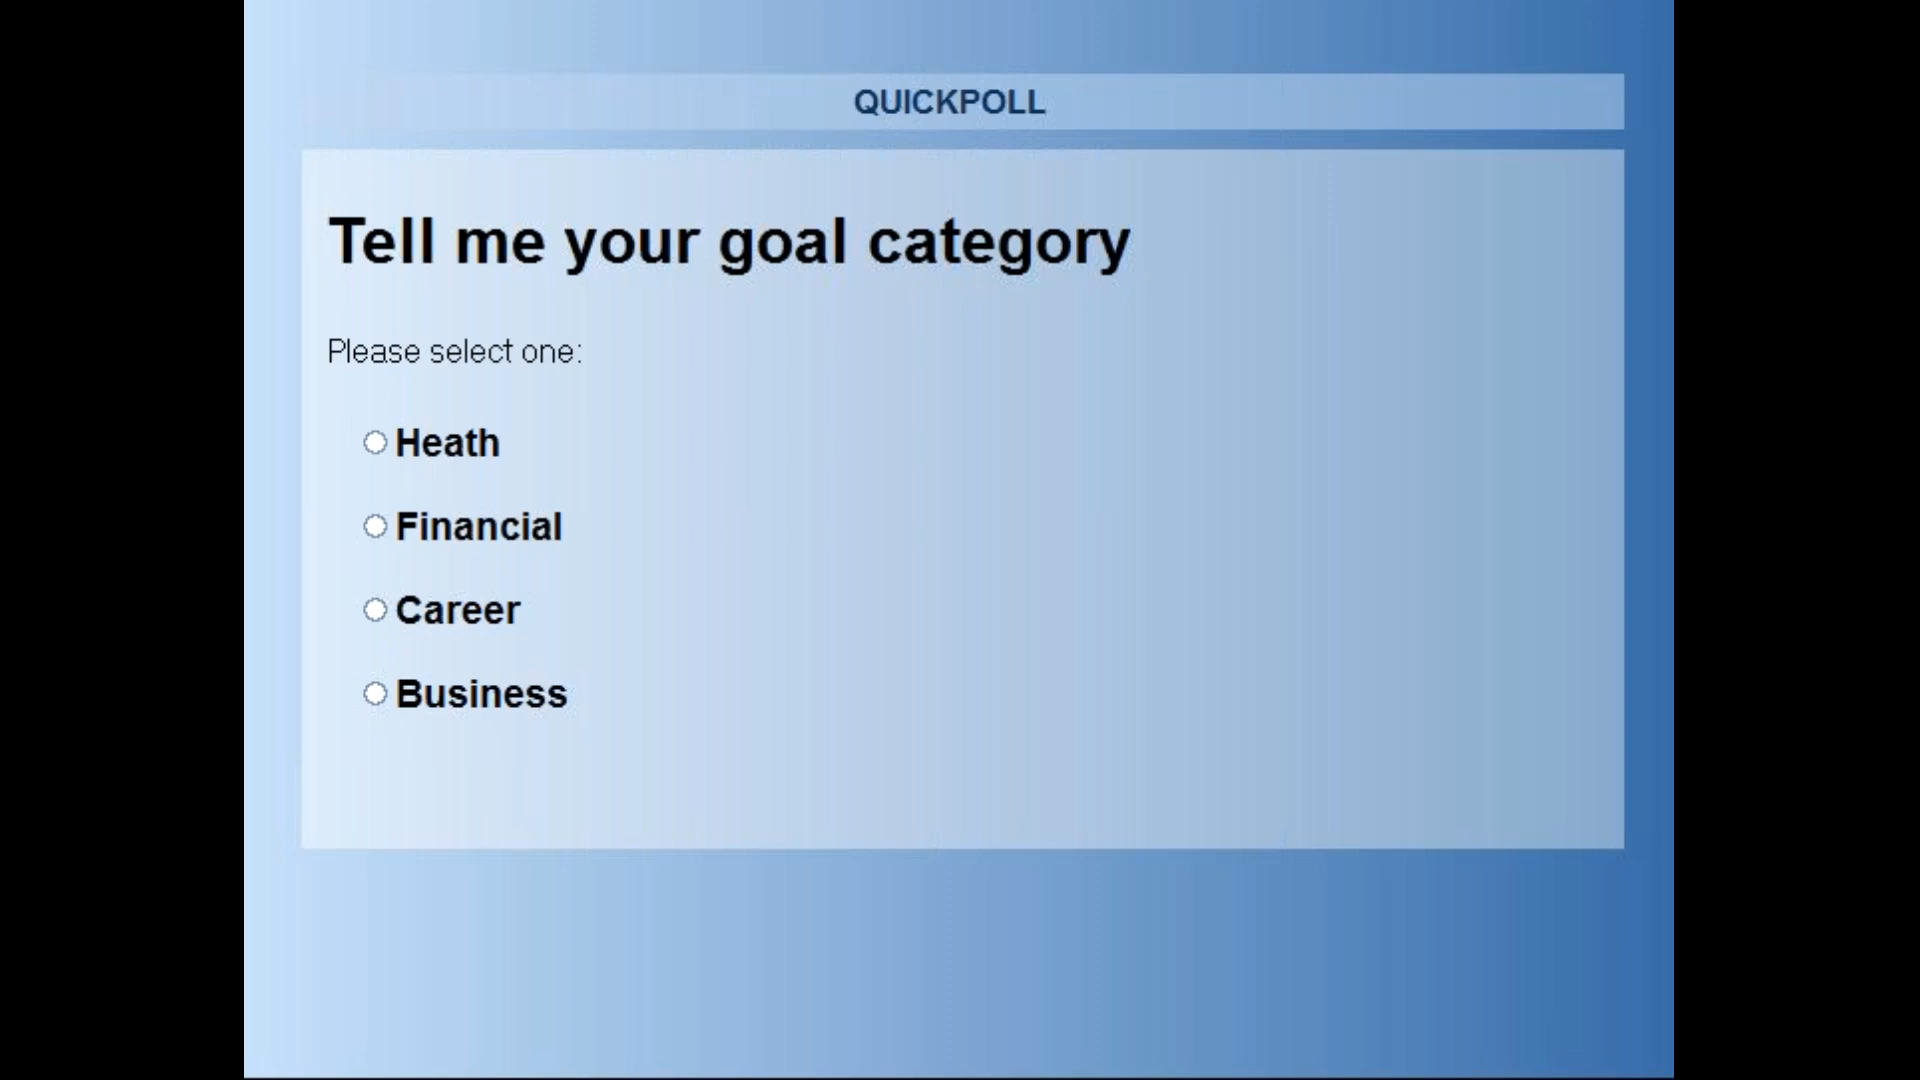 QUICKPOLL
Tell me your goal category
Please select one:
Heath
Financial
Career
Business